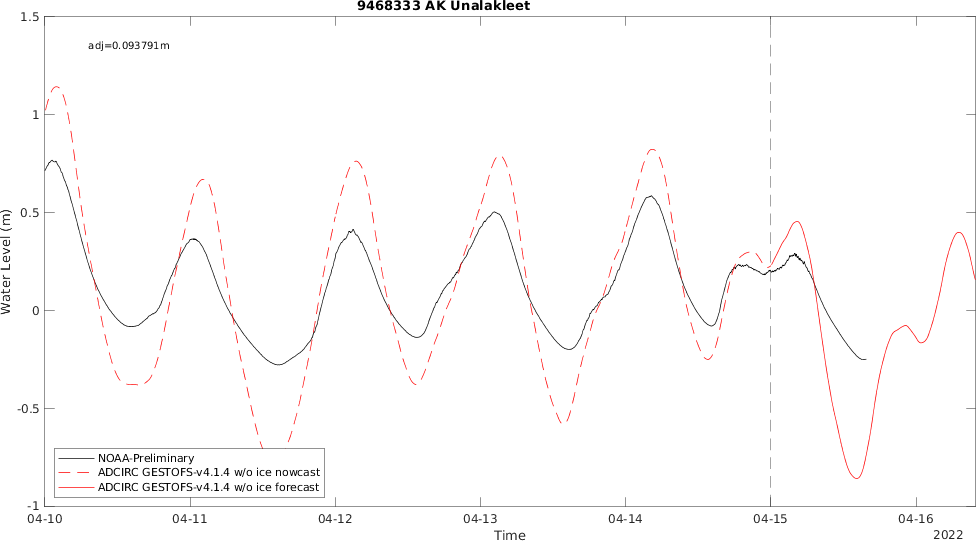 9468333 AK Unalakleet
adj=0.093791m
1.5
1
0.5
0
-0.5
-1
Water Level (m)
NOAA-Preliminary
ADCIRC GESTOFS-v4.1.4 w/o ice nowcast
ADCIRC GESTOFS-v4.1.4 w/o ice forecast
04-10 04-11 04-12 04-13 04-14 04-15 04-16
Time
2022